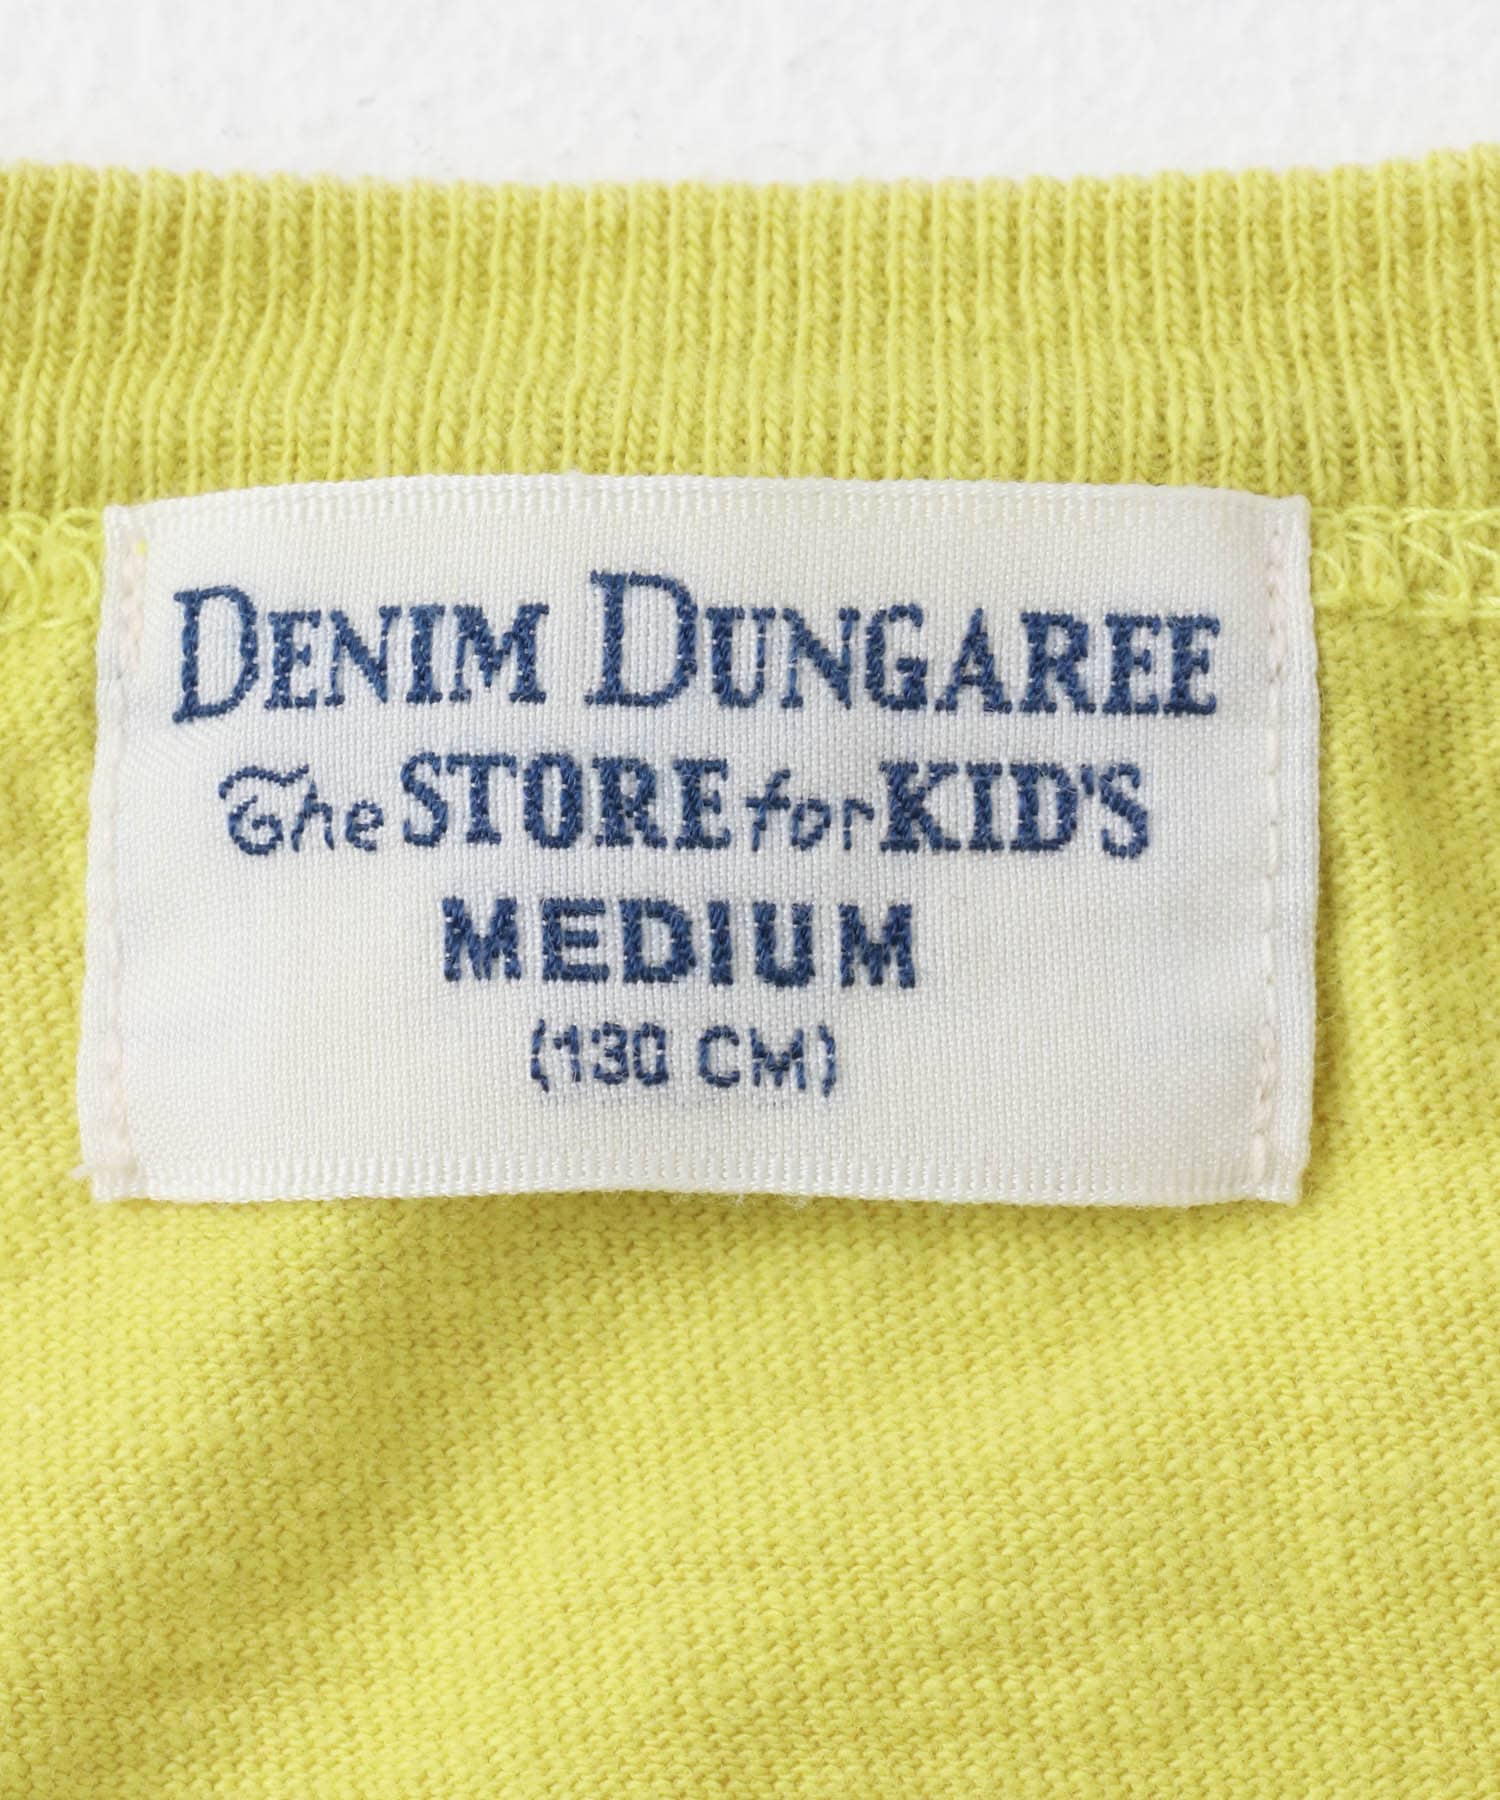 DENIM DUNGAREE
The STORE for KID'S
MEDIUM
(130 CM)